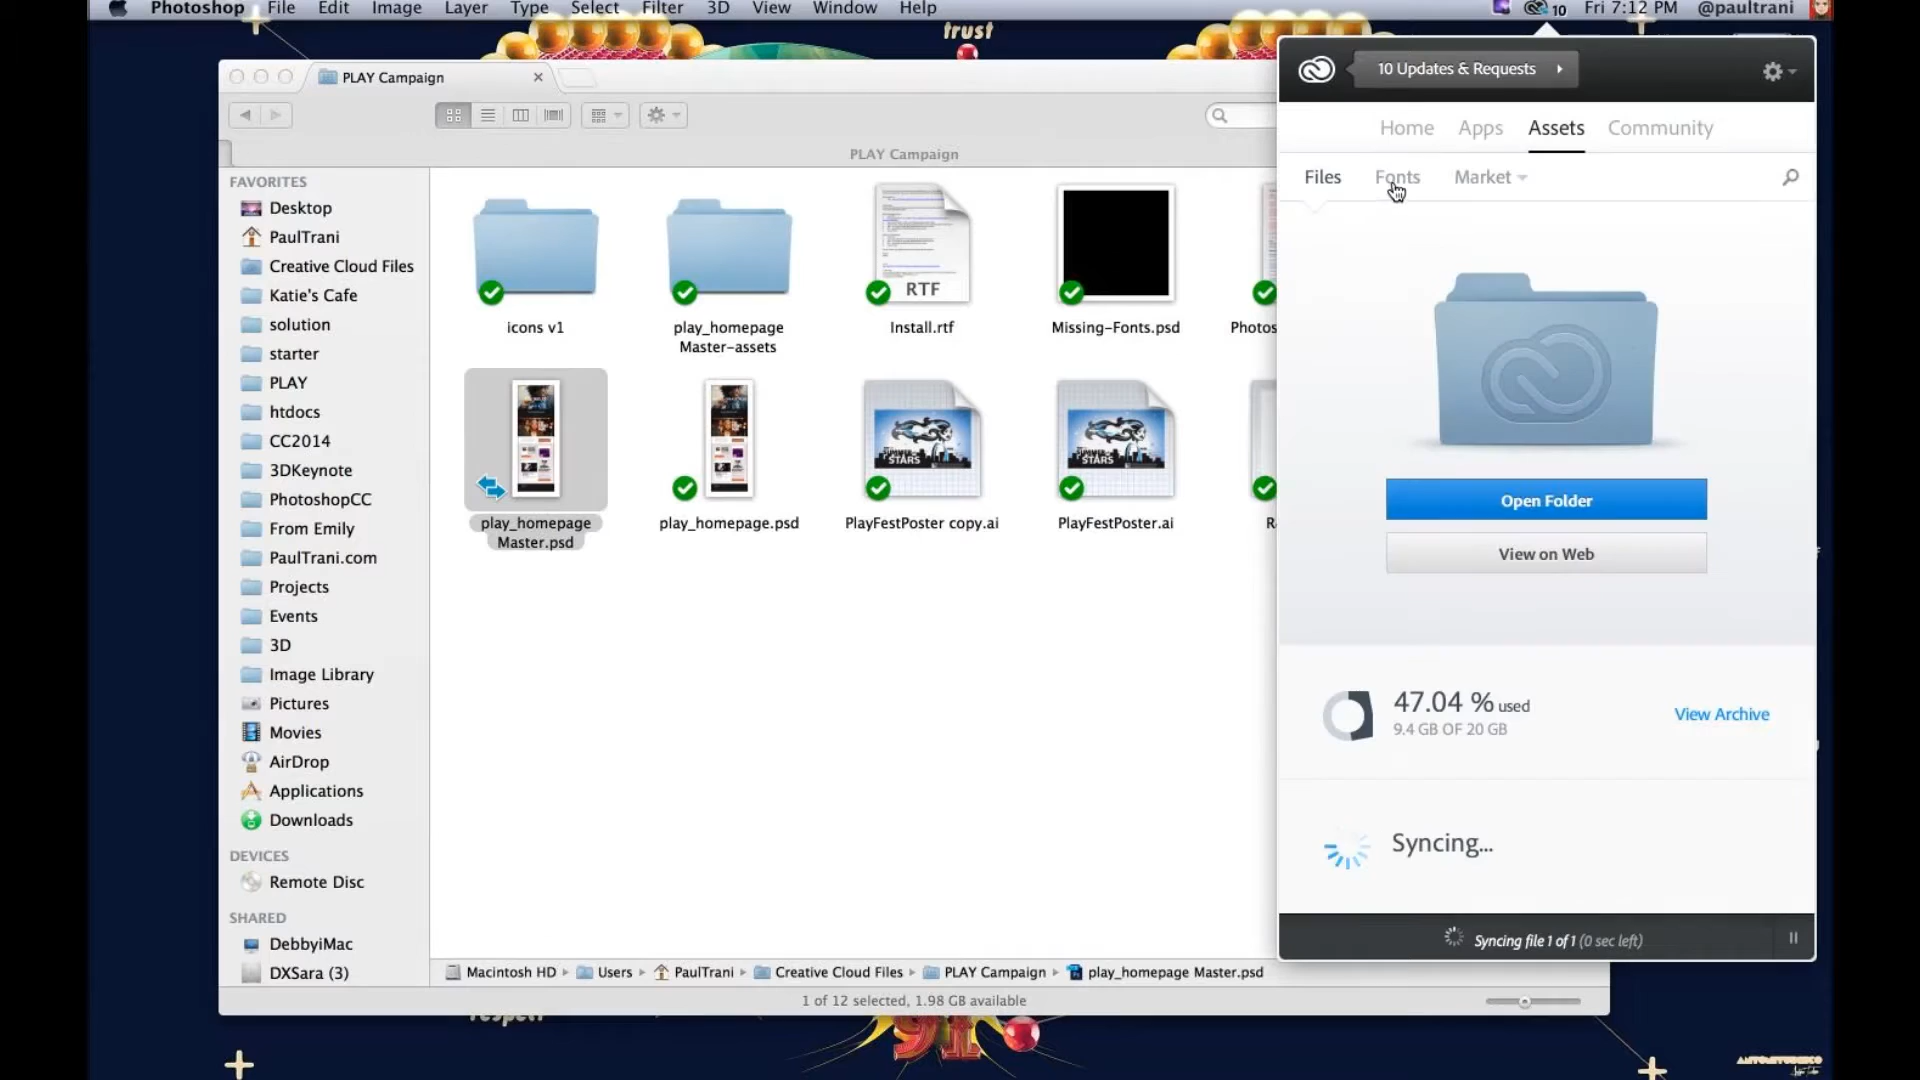 Photoshop File Edit Image Layer Type Select Filter 3D View Window Help
10 Fri 7:12 PM @paultrani
trust
PLAY Campaign
PLAY Campaign
FAVORITES
Desktop
PaulTrani
Creative Cloud Files
Katie's Cafe
solution
starter
PLAY
htdocs
CC2014
3DKeynote
PhotoshopCC
From Emily
PaulTrani.com
Projects
Events
3D
Image Library
Pictures
Movies
AirDrop
Applications
Downloads
DEVICES
Remote Disc
SHARED
DebbyiMac
DXSara (3)
icons v1
play_homepage
Master-assets
RTF
Install.rtf
Missing-Fonts.psd
Photos
play_homepage
Master.psd
play_homepage.psd
SUMMER
STARS
PlayFestPoster copy.ai
SUMMER
STARS
PlayFestPoster.ai
R
Macintosh HD Users PaulTrani Creative Cloud Files PLAY Campaign play_homepage Master.psd
1 of 12 selected, 1.98 GB available
10 Updates & Requests
Home Apps Assets Community
Files Fonts Market
Open Folder
View on Web
47.04 % used
9.4 GB OF 20 GB
View Archive
Syncing...
Syncing file 1 of 1 (0 sec left)
respect
91